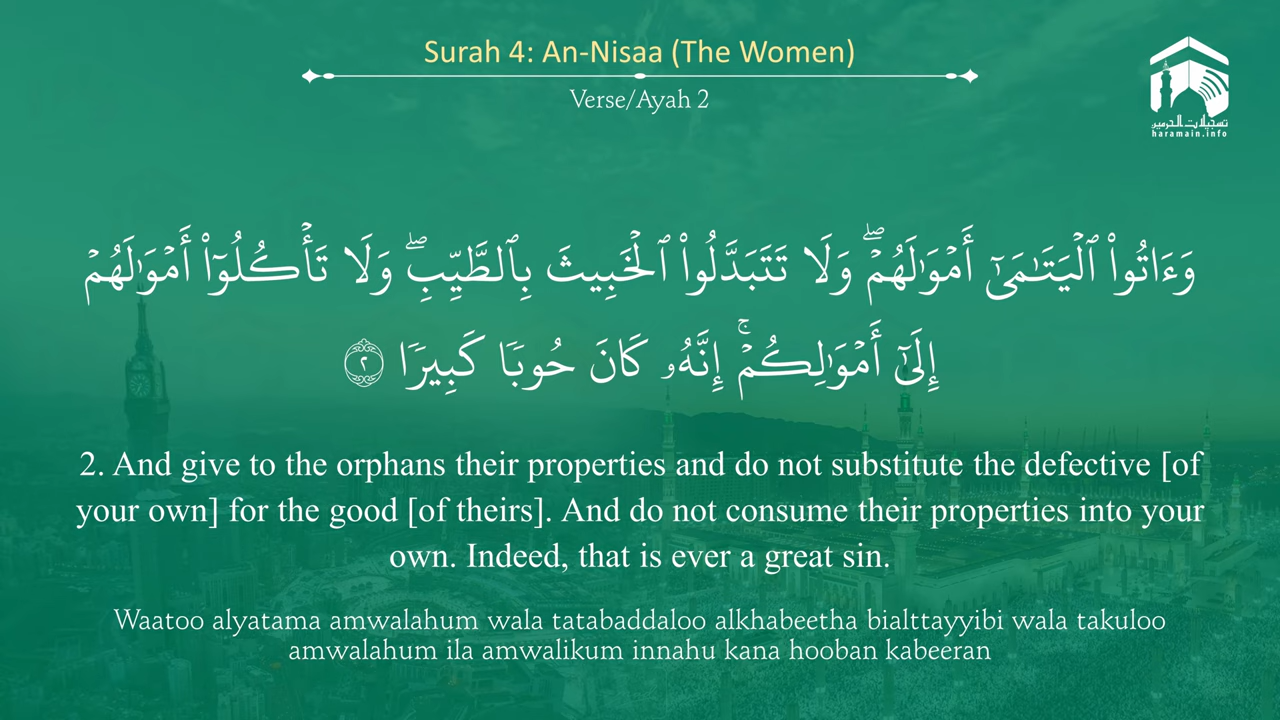 Surah 4: An-Nisaa (The Women)
Verse/Ayah 2
تسجيلات الحرمين
haramain.info
وَءَاتُوا۟ ٱلْيَتَـٰمَىٰٓ أَمْوَٰلَهُمْ ۖ وَلَا تَتَبَدَّلُوا۟ ٱلْخَبِيثَ بِٱلطَّيِّبِ ۖ وَلَا تَأْكُلُوٓا۟ أَمْوَٰلَهُمْ
إِلَىٰٓ أَمْوَٰلِكُمْ ۚ إِنَّهُۥ كَانَ حُوبًا كَبِيرًا ٢
2. And give to the orphans their properties and do not substitute the defective [of
your own] for the good [of theirs]. And do not consume their properties into your
own. Indeed, that is ever a great sin.
Waatoo alyatama amwalahum wala tatabaddaloo alkhabeetha bialttayyibi wala takuloo
amwalahum ila amwalikum innahu kana hooban kabeeran